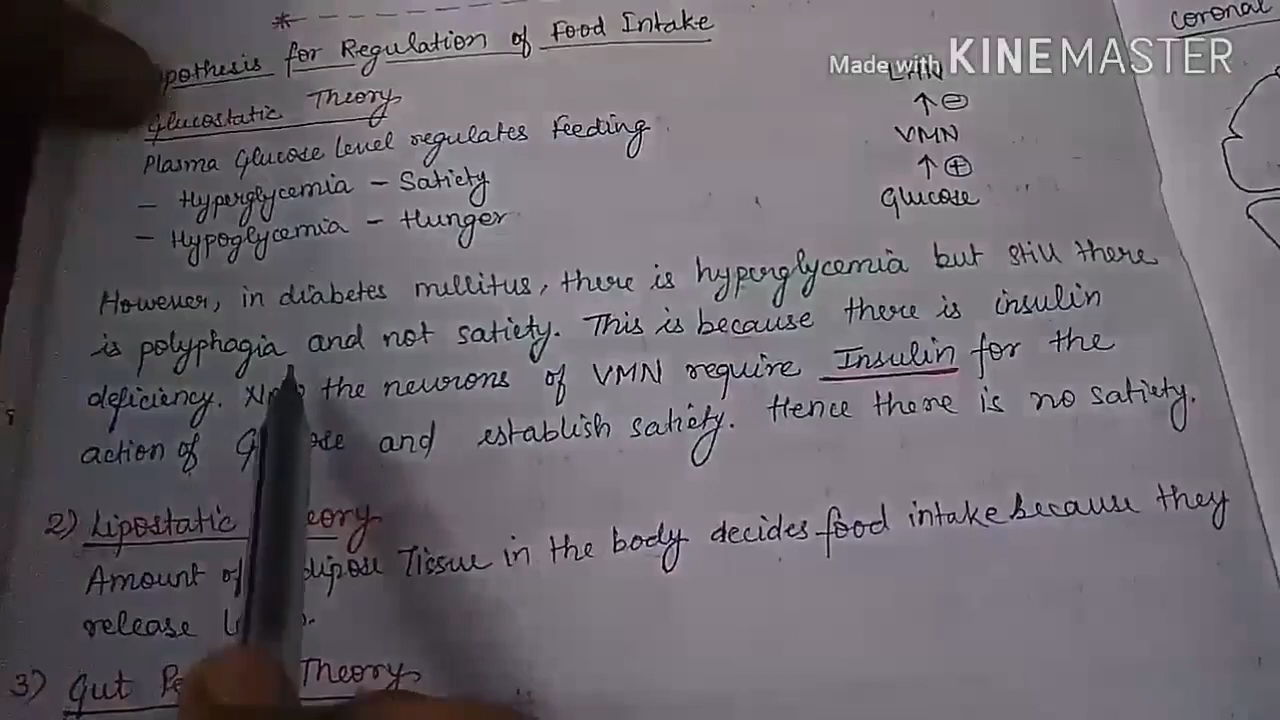 Hypothesis for Regulation of Food Intake
Glucostatic Theory
Plasma Glucose Level regulates Feeding
- Hyperglycemia - Satiety
- Hypoglycemia - Hunger
coronal
Made with KINEMASTER
LHN
↑ ⊖
VMN
↑ ⊕
Glucose
However, in diabetes mellitus, there is hyperglycemia but still there
is polyphagia and not satiety. This is because there is insulin
deficiency. the neurons of VMN require Insulin for the
action of and establish satiety. Hence there is no satiety.
2) Lipostatic Theory
Amount of Adipose Tissue in the body decides food intake because they
release
3) Gut Theory